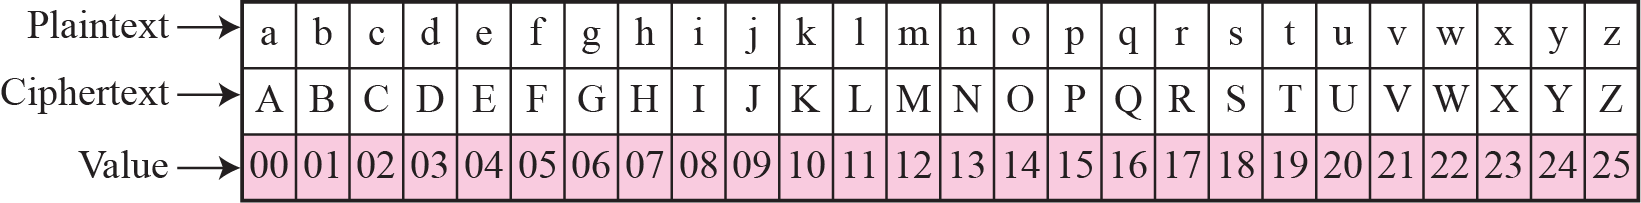 Plaintext a b c d e f g h i j k l m n o p q r s t u v w x y z
Ciphertext A B C D E F G H I J K L M N O P Q R S T U V W X Y Z
Value 00 01 02 03 04 05 06 07 08 09 10 11 12 13 14 15 16 17 18 19 20 21 22 23 24 25